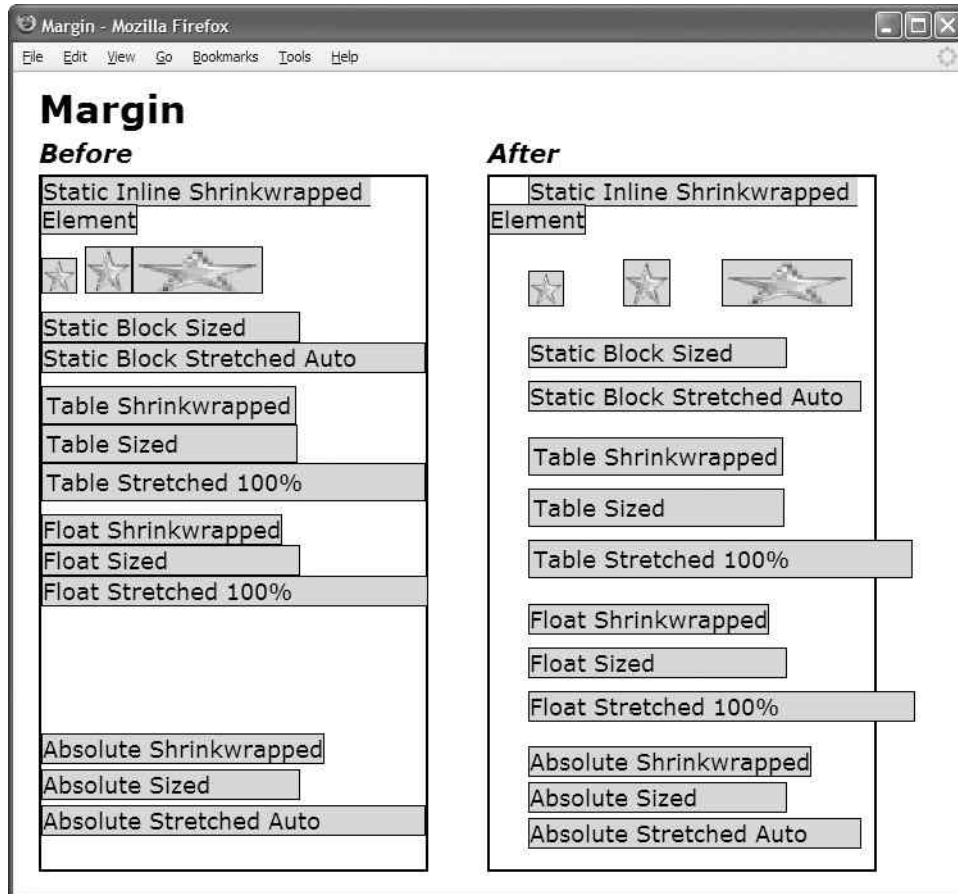 Margin - Mozilla Firefox
File Edit View Go Bookmarks Tools Help
Margin
Before
Static Inline Shrinkwrapped
Element
Static Block Sized
Static Block Stretched Auto
Table Shrinkwrapped
Table Sized
Table Stretched 100%
Float Shrinkwrapped
Float Sized
Float Stretched 100%
Absolute Shrinkwrapped
Absolute Sized
Absolute Stretched Auto
After
Static Inline Shrinkwrapped
Element
Static Block Sized
Static Block Stretched Auto
Table Shrinkwrapped
Table Sized
Table Stretched 100%
Float Shrinkwrapped
Float Sized
Float Stretched 100%
Absolute Shrinkwrapped
Absolute Sized
Absolute Stretched Auto